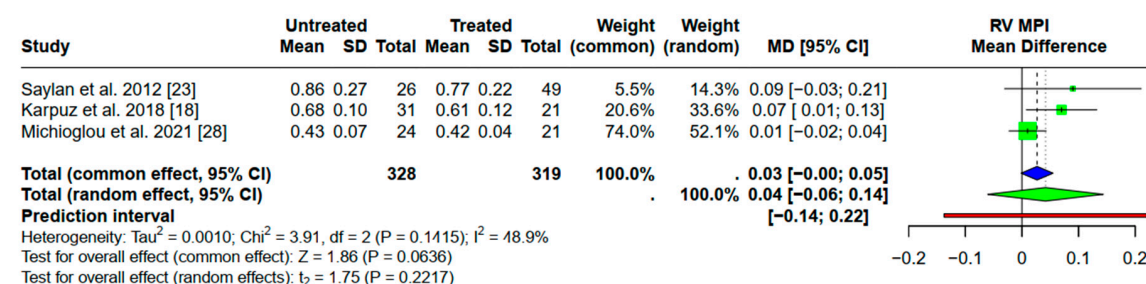 Untreated Treated Weight Weight RV MPI
Study Mean SD Total Mean SD Total (common) (random) MD [95% CI] Mean Difference
Saylan et al. 2012 [23] 0.86 0.27 26 0.77 0.22 49 5.5% 14.3% 0.09 [−0.03; 0.21]
Karpuz et al. 2018 [18] 0.68 0.10 31 0.61 0.12 21 20.6% 33.6% 0.07 [ 0.01; 0.13]
Michioglou et al. 2021 [28] 0.43 0.07 24 0.42 0.04 21 74.0% 52.1% 0.01 [−0.02; 0.04]
Total (common effect, 95% CI) 328 319 100.0% . 0.03 [−0.00; 0.05]
Total (random effect, 95% CI) . 100.0% 0.04 [−0.06; 0.14]
Prediction interval [−0.14; 0.22]
Heterogeneity: Tau² = 0.0010; Chi² = 3.91, df = 2 (P = 0.1415); I² = 48.9%
Test for overall effect (common effect): Z = 1.86 (P = 0.0636)
Test for overall effect (random effects): t₂ = 1.75 (P = 0.2217)
−0.2 −0.1 0 0.1 0.2